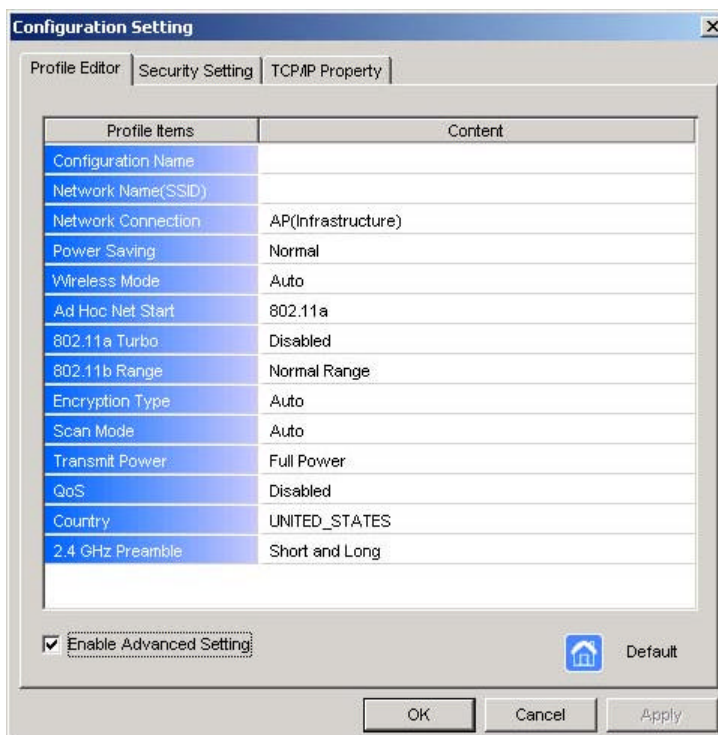 Configuration Setting
Profile Editor Security Setting TCP/IP Property
Profile Items Content
Configuration Name
Network Name(SSID)
Network Connection AP(Infrastructure)
Power Saving Normal
Wireless Mode Auto
Ad Hoc Net Start 802.11a
802.11a Turbo Disabled
802.11b Range Normal Range
Encryption Type Auto
Scan Mode Auto
Transmit Power Full Power
QoS Disabled
Country UNITED_STATES
2.4 GHz Preamble Short and Long
Enable Advanced Setting Default
OK Cancel Apply